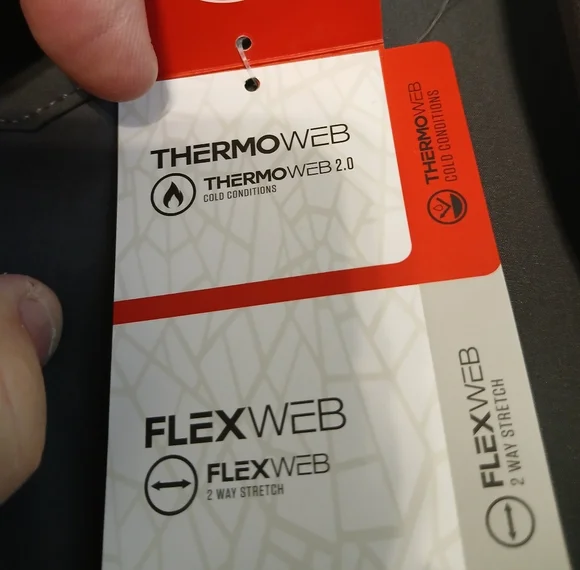 THERMOWEB
THERMOWEB 2.0
COLD CONDITIONS
THERMOWEB
COLD CONDITIONS
FLEXWEB
FLEXWEB
2 WAY STRETCH
FLEXWEB
2 WAY STRETCH